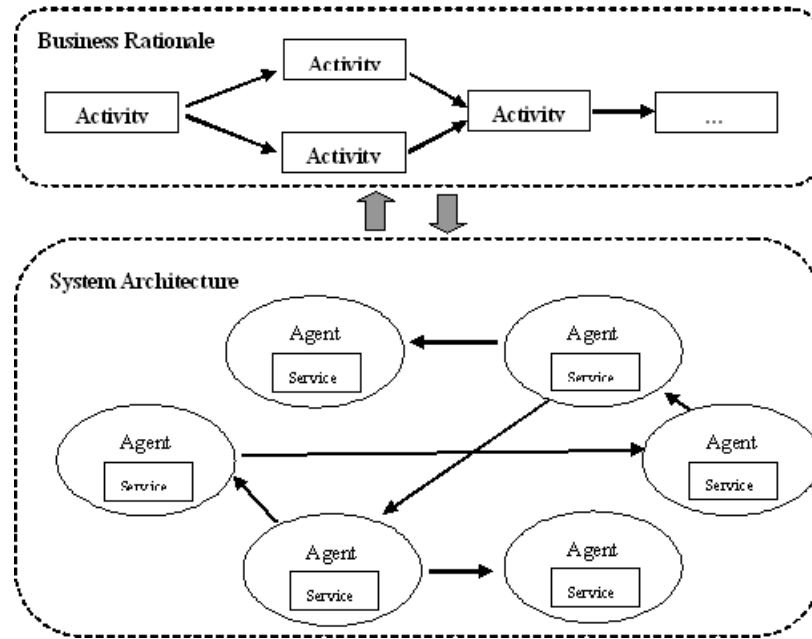 Business Rationale
Activity
Activity
Activity
Activity
...
System Architecture
Agent
Service
Agent
Service
Agent
Service
Agent
Service
Agent
Service
Agent
Service